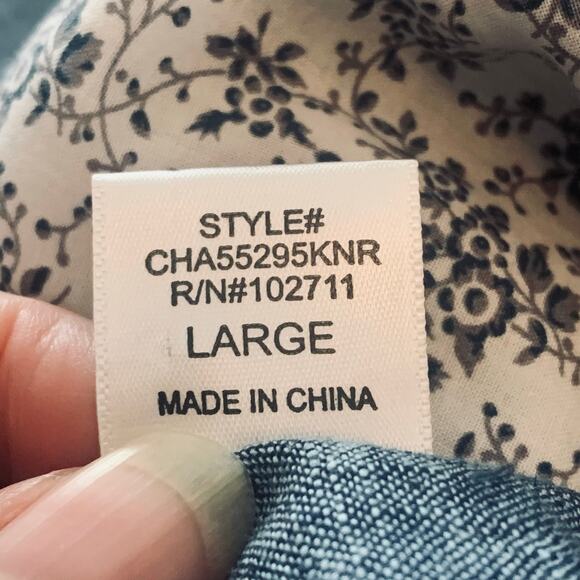 STYLE#
CHA55295KNR
R/N#102711
LARGE
MADE IN CHINA